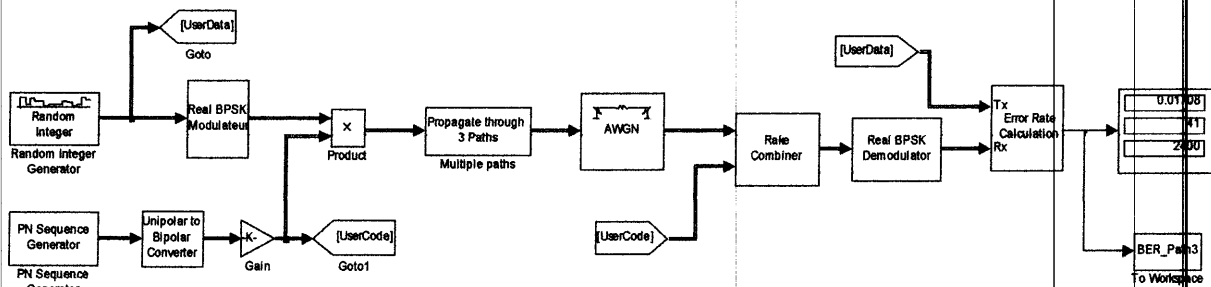 [UserData]
Goto
[UserData]
Random
Integer
Random Integer
Generator
Real BPSK
Modulateur
×
Product
Propagate through
3 Paths
Multiple paths
AWGN
Rake
Combiner
Real BPSK
Demodulator
Tx
Error Rate
Calculation
Rx
0.01708
41
2400
PN Sequence
Generator
PN Sequence
Generator
Unipolar to
Bipolar
Converter
-K-
Gain
[UserCode]
Goto1
[UserCode]
BER_Path3
To Workspace